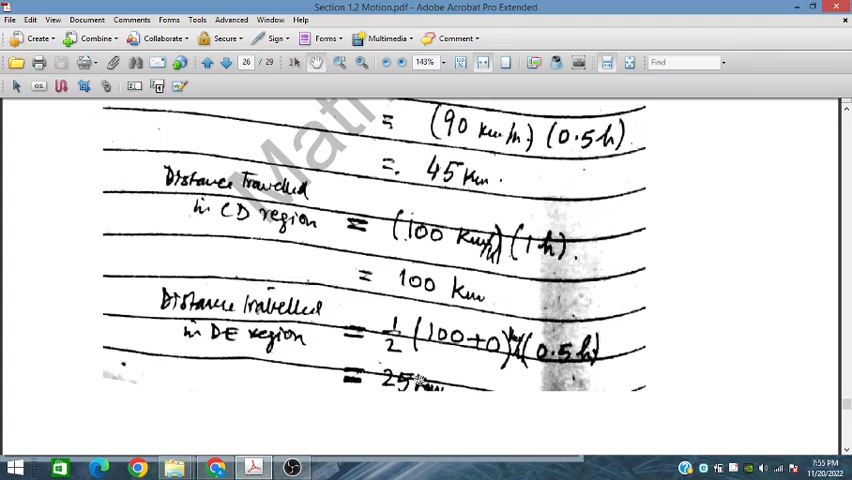 Section 1.2 Motion.pdf - Adobe Acrobat Pro Extended
File Edit View Document Comments Forms Tools Advanced Window Help
Create Combine Collaborate Secure Sign Forms Multimedia Comment
26 / 29 143% Find
= (90 km/h) (0.5h)
= 45 km.
Distance Travelled
in CD region = (100 km/h) (1 h).
= 100 km
Distance Travelled
in DE region = 1/2 (100+0) km/h (0.5 h)
= 25 km
7:55 PM
11/20/2022